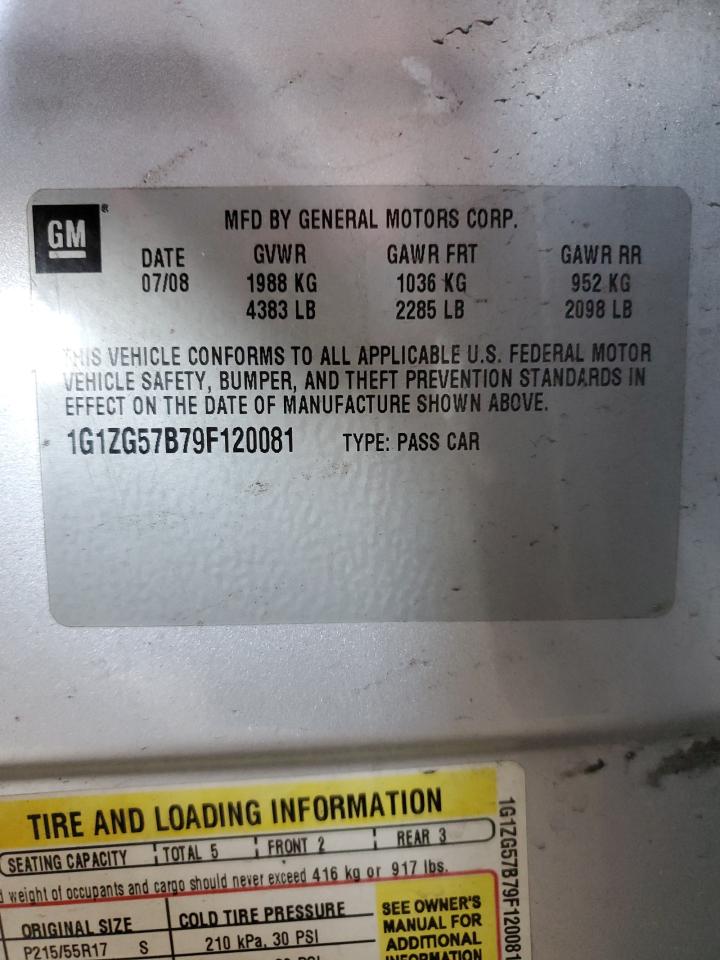 GM ®
MFD BY GENERAL MOTORS CORP.
DATE GVWR GAWR FRT GAWR RR
07/08 1988 KG 1036 KG 952 KG
4383 LB 2285 LB 2098 LB
THIS VEHICLE CONFORMS TO ALL APPLICABLE U.S. FEDERAL MOTOR
VEHICLE SAFETY, BUMPER, AND THEFT PREVENTION STANDARDS IN
EFFECT ON THE DATE OF MANUFACTURE SHOWN ABOVE.
1G1ZG57B79F120081 TYPE: PASS CAR
TIRE AND LOADING INFORMATION
SEATING CAPACITY TOTAL 5 FRONT 2 REAR 3
weight of occupants and cargo should never exceed 416 kg or 917 lbs.
ORIGINAL SIZE COLD TIRE PRESSURE
P215/55R17 S 210 kPa, 30 PSI
SEE OWNER'S
MANUAL FOR
ADDITIONAL
INFORMATION
1G1ZG57B79F120081